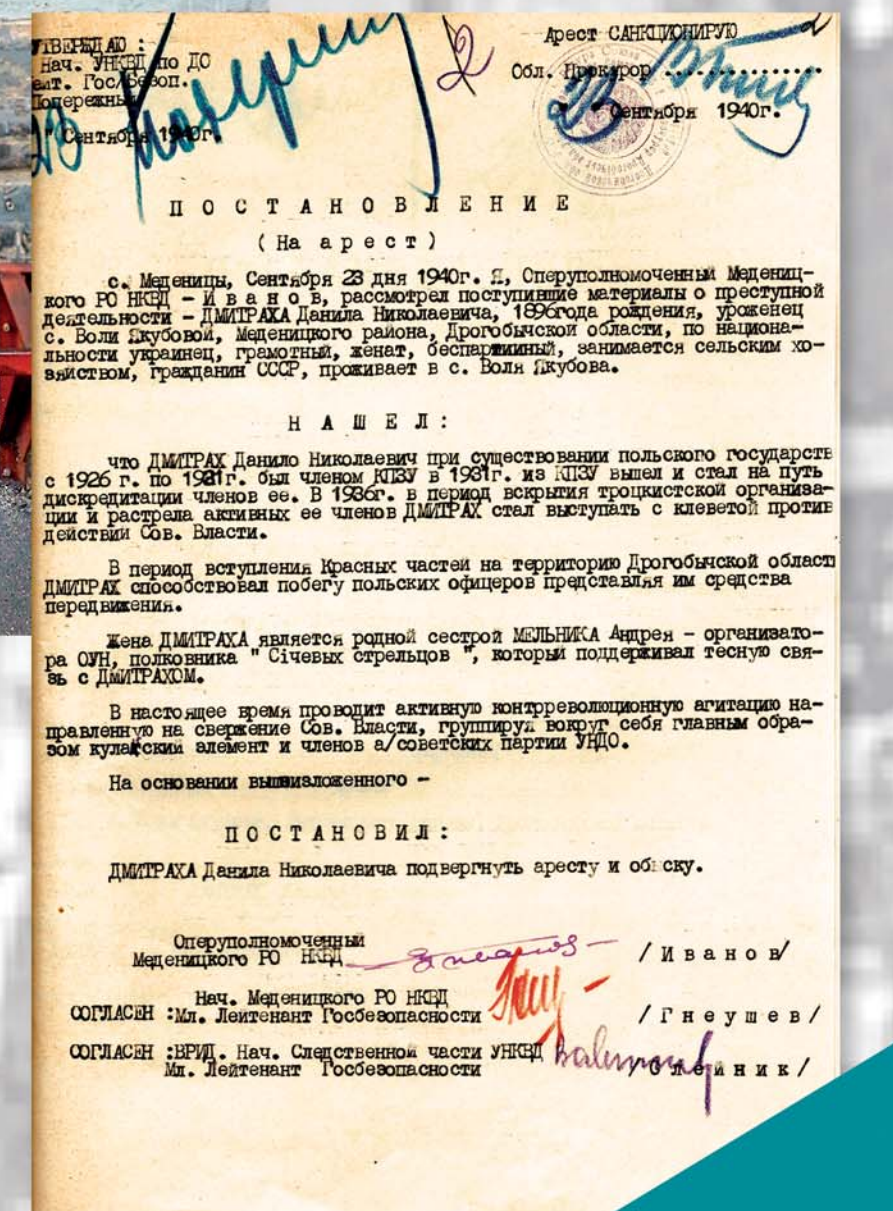 УТВЕРЖДАЮ :
Нач. УНКВД по ДО
Гос/Безоп.
Попережны
23 " Сентября 1940г.
2
Арест САНКЦИОНИРУЮ
Обл. Прокурор ................
23 Сентября 1940г.
П О С Т А Н О В Л Е Н И Е
( На а р е с т )
с. Меденицы, Сентября 23 дня 1940г. Я, Оперуполномоченный Медениц-
кого РО НКВД - И в а н о в, рассмотрел поступившие материалы о преступной
деятельности - ДМИТРАХА Данила Николаевича, 1896года рождения, уроженец
с. Воли Якубовой, Меденицкого района, Дрогобычской области, по национа-
льности украинец, грамотный, женат, беспартийный, занимается сельским хо-
зяйством, гражданин СССР, проживает в с. Воля Якубова.
Н А Ш Е Л :
что ДМИТРАХ Данило Николаевич при существовании польского государств
с 1926 г. по 1931г. был членом КПЗУ в 1931г. из КПЗУ вышел и стал на путь
дискредитации членов ее. В 1936г. в период вскрытия троцкистской организа-
ции и растрела активных ее членов ДМИТРАХ стал выступать с клеветой против
действии Сов. Власти.
В период вступления Красных частей на территорию Дрогобычской област
ДМИТРАХ способствовал побегу польских офицеров представляя им средства
передвижения.
Жена ДМИТРАХА является родной сестрой МЕЛЬНИКА Андрея - организато-
ра ОУН, полковника " Січевых стрельцов ", который поддерживал тесную свя-
зь с ДМИТРАХОМ.
В настоящее время проводит активную контрреволюционную агитацию на-
правленную на свержение Сов. Власти, группируя вокруг себя главным обра-
зом кулакский элемент и членов а/советских партии УНДО.
На основании вышеизложенного -
П О С Т А Н О В И Л :
ДМИТРАХА Данила Николаевича подвергнуть аресту и обыску.
Оперуполномоченный
Меденицкого РО НКВД Иванов / И в а н о в/
Нач. Меденицкого РО НКВД
СОГЛАСЕН :Мл. Лейтенант Госбезопасности / Г н е у ш е в /
СОГЛАСЕН :ВРИД. Нач. Следственной части УНКВД
Мл. Лейтенант Госбезопасности / О л е й н и к /